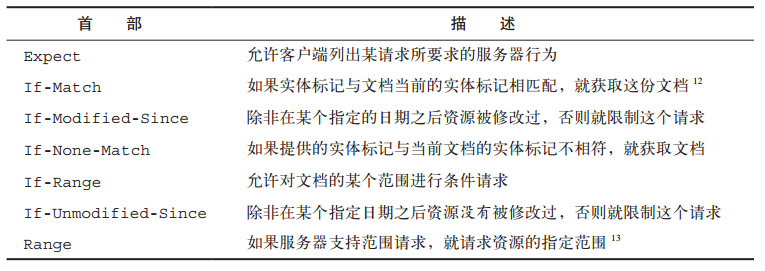 首 部 描 述
Expect 允许客户端列出某请求所要求的服务器行为
If-Match 如果实体标记与文档当前的实体标记相匹配，就获取这份文档 12
If-Modified-Since 除非在某个指定的日期之后资源被修改过，否则就限制这个请求
If-None-Match 如果提供的实体标记与当前文档的实体标记不相符，就获取文档
If-Range 允许对文档的某个范围进行条件请求
If-Unmodified-Since 除非在某个指定日期之后资源没有被修改过，否则就限制这个请求
Range 如果服务器支持范围请求，就请求资源的指定范围 13